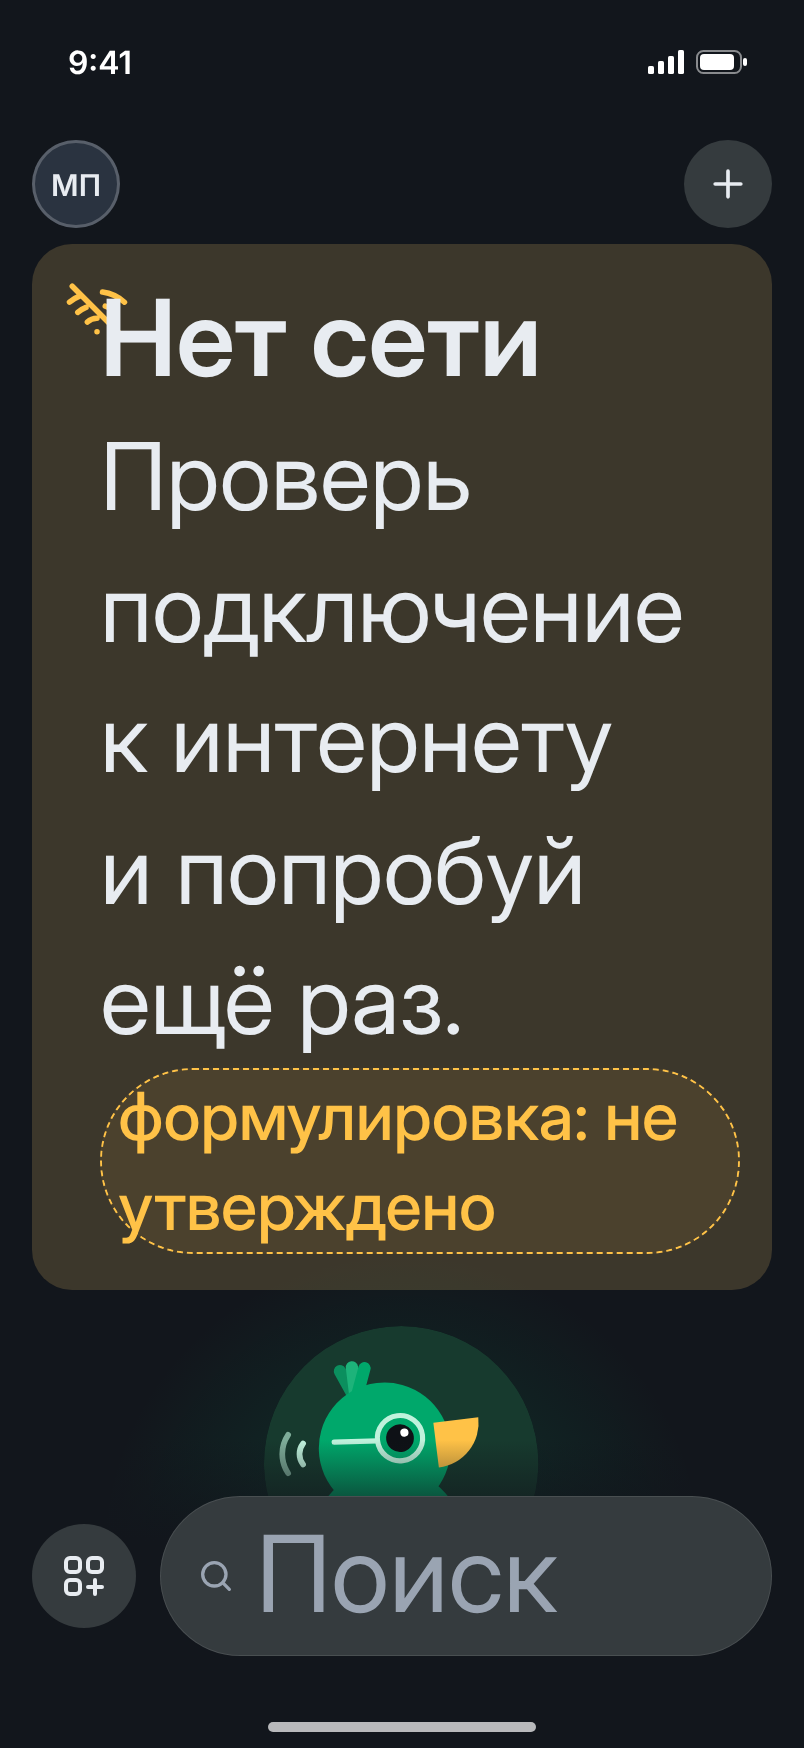 9:41
МП
Нет сети
Проверь
подключение
к интернету
и попробуй
ещё раз.
формулировка: не
утверждено
Поиск